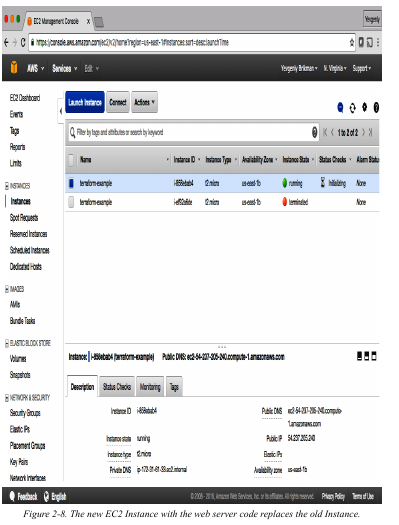 EC2 Management Console
Yevgeniy
https://console.aws.amazon.com/ec2/v2/home?region=us-east-1#Instances:sort=desc:launchTime
AWS Services Edit Yevgeniy Brikman N. Virginia Support
EC2 Dashboard
Events
Tags
Reports
Limits
INSTANCES
Instances
Spot Requests
Reserved Instances
Scheduled Instances
Dedicated Hosts
IMAGES
AMIs
Bundle Tasks
ELASTIC BLOCK STORE
Volumes
Snapshots
NETWORK & SECURITY
Security Groups
Elastic IPs
Placement Groups
Key Pairs
Network Interfaces
Launch Instance Connect Actions
Filter by tags and attributes or search by keyword 1 to 2 of 2
Name Instance ID Instance Type Availability Zone Instance State Status Checks Alarm Status
terraform-example i-656ebab4 t2.micro us-east-1b running Initializing None
terraform-example t2.micro us-east-1b terminated None
Instance: i-656ebab4 (terraform-example) Public DNS: ec2-54-237-205-240.compute-1.amazonaws.com
Description Status Checks Monitoring Tags
Instance ID i-656ebab4 Public DNS ec2-54-237-205-240.compute-
1.amazonaws.com
Instance state running Public IP 54.237.205.240
Instance type t2.micro Elastic IPs
Private DNS ip-172-31-61-33.ec2.internal Availability zone us-east-1b
Feedback English © 2008 - 2016, Amazon Web Services, Inc. or its affiliates. All rights reserved. Privacy Policy Terms of Use
Figure 2-8. The new EC2 Instance with the web server code replaces the old Instance.